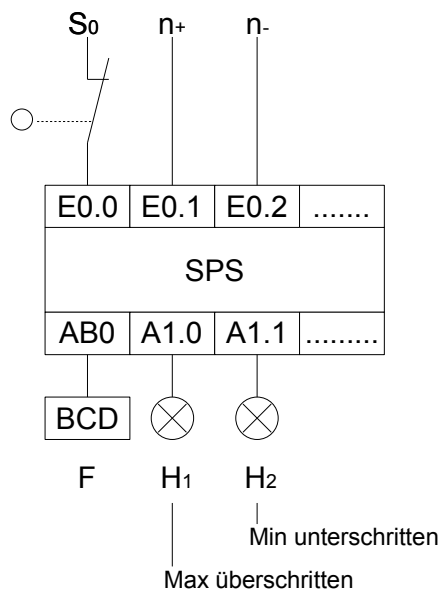 S0 n+ n-
E0.0 E0.1 E0.2 .......
SPS
AB0 A1.0 A1.1 .........
BCD
F H1 H2
Min unterschritten
Max überschritten